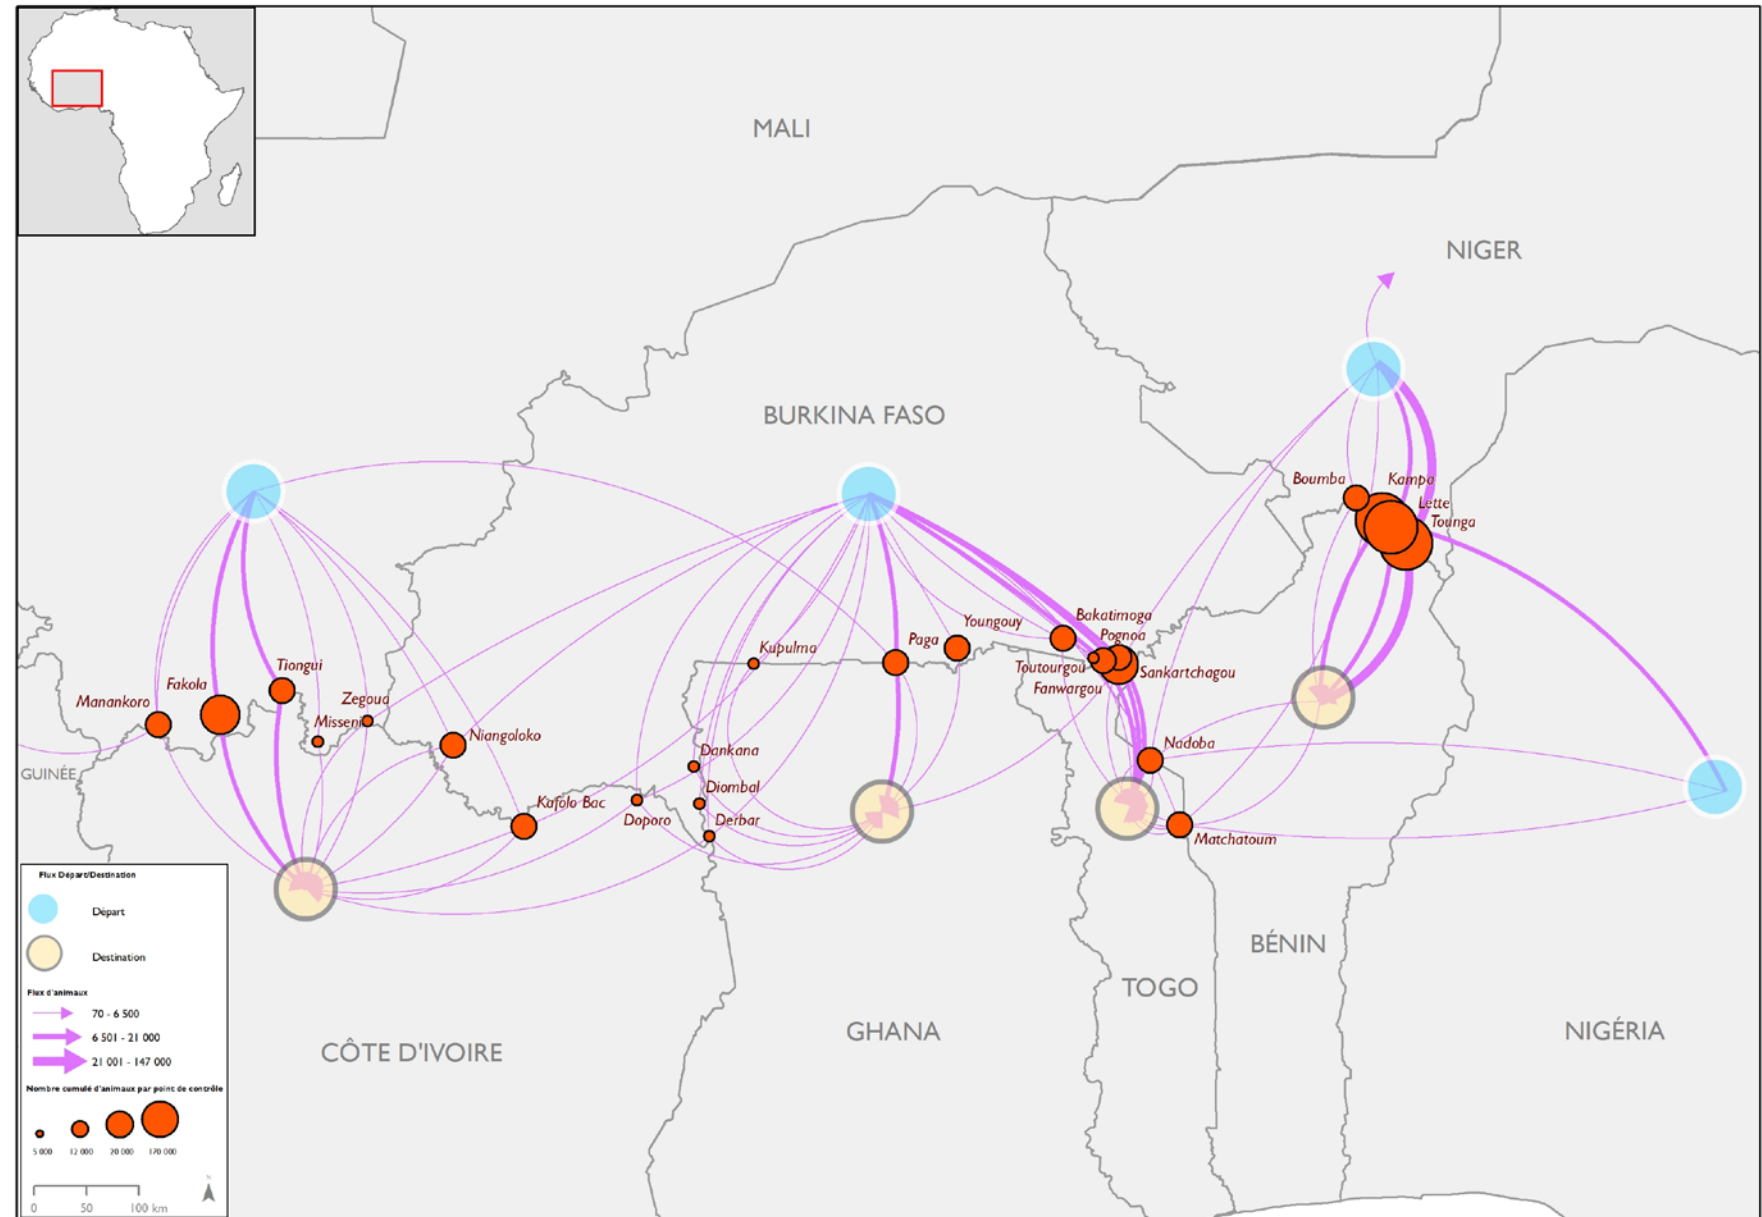 MALI
NIGER
BURKINA FASO
Boumba
Kampa
Lette
Tounga
Bakatimoga
Youngouy
Pognoa
Paga
Kupulma
Toutourgou
Sankartchagou
Fanwargou
Tiongui
Fakola
Manankoro
Zegoua
Misseni
Niangoloko
Nadoba
Dankana
GUINÉE
Diombal
Kafolo Bac
Doporo
Derbar
Matchatoum
BÉNIN
TOGO
GHANA
NIGÉRIA
CÔTE D'IVOIRE
Flux Départ/Destination
Départ
Destination
Flux d'animaux
70 - 6 500
6 501 - 21 000
21 001 - 147 000
Nombre cumulé d'animaux par point de contrôle
5 000 12 000 20 000 170 000
N
0 50 100 km